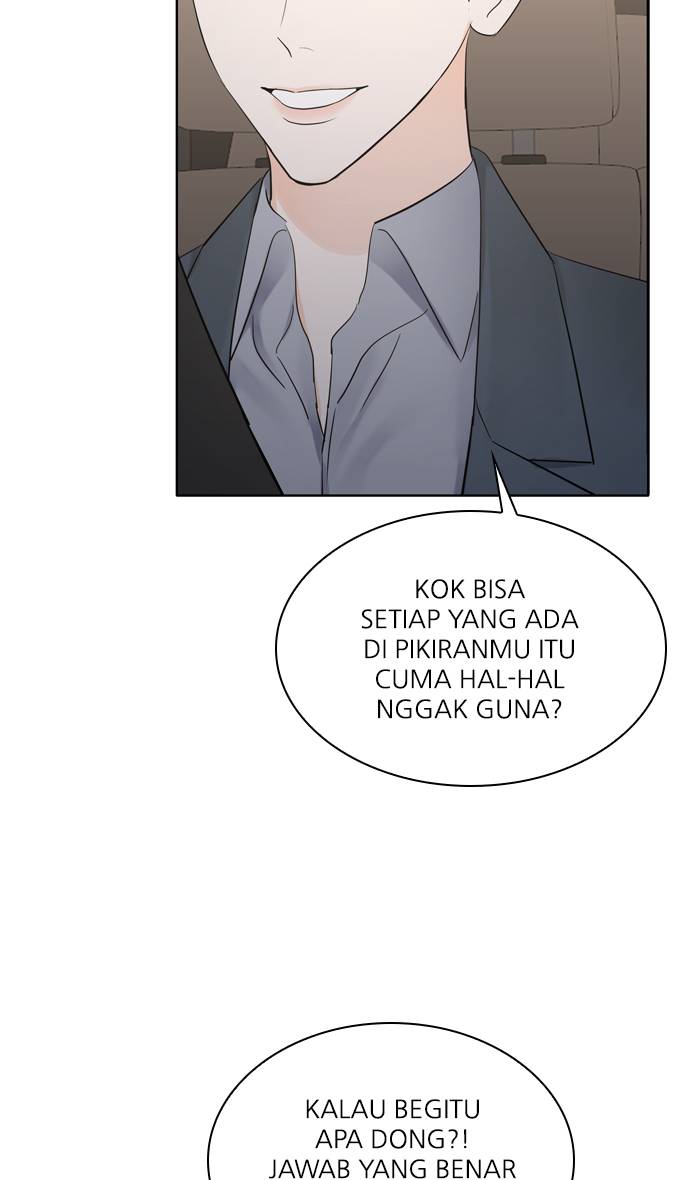 KOK BISA
SETIAP YANG ADA
DI PIKIRANMU ITU
CUMA HAL-HAL
NGGAK GUNA?
KALAU BEGITU
APA DONG?!
JAWAB YANG BENAR